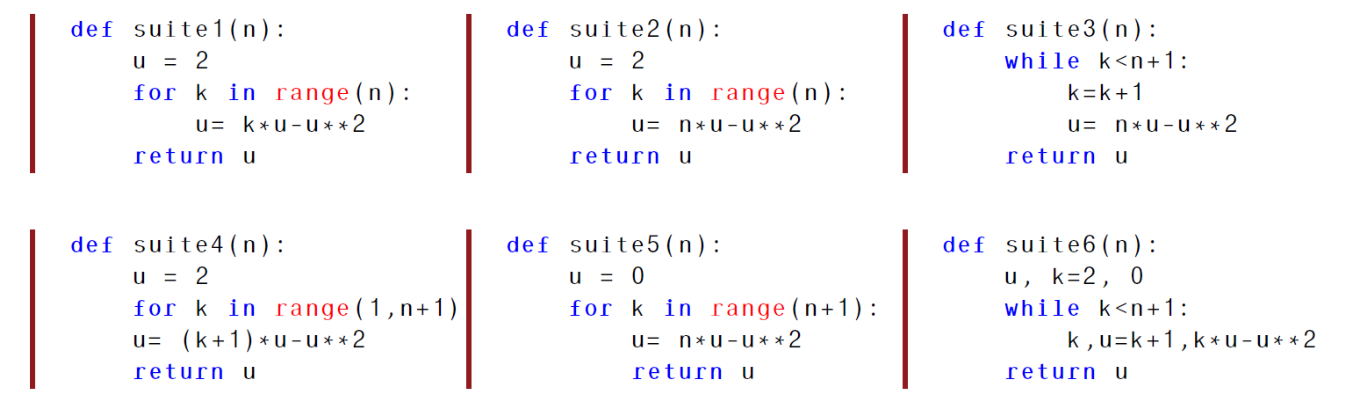 def suite1(n):
    u = 2
    for k in range(n):
        u= k*u-u**2
    return u
def suite2(n):
    u = 2
    for k in range(n):
        u= n*u-u**2
    return u
def suite3(n):
    while k<n+1:
        k=k+1
        u= n*u-u**2
    return u
def suite4(n):
    u = 2
    for k in range(1,n+1)
    u= (k+1)*u-u**2
    return u
def suite5(n):
    u = 0
    for k in range(n+1):
        u= n*u-u**2
        return u
def suite6(n):
    u, k=2, 0
    while k<n+1:
        k,u=k+1,k*u-u**2
    return u